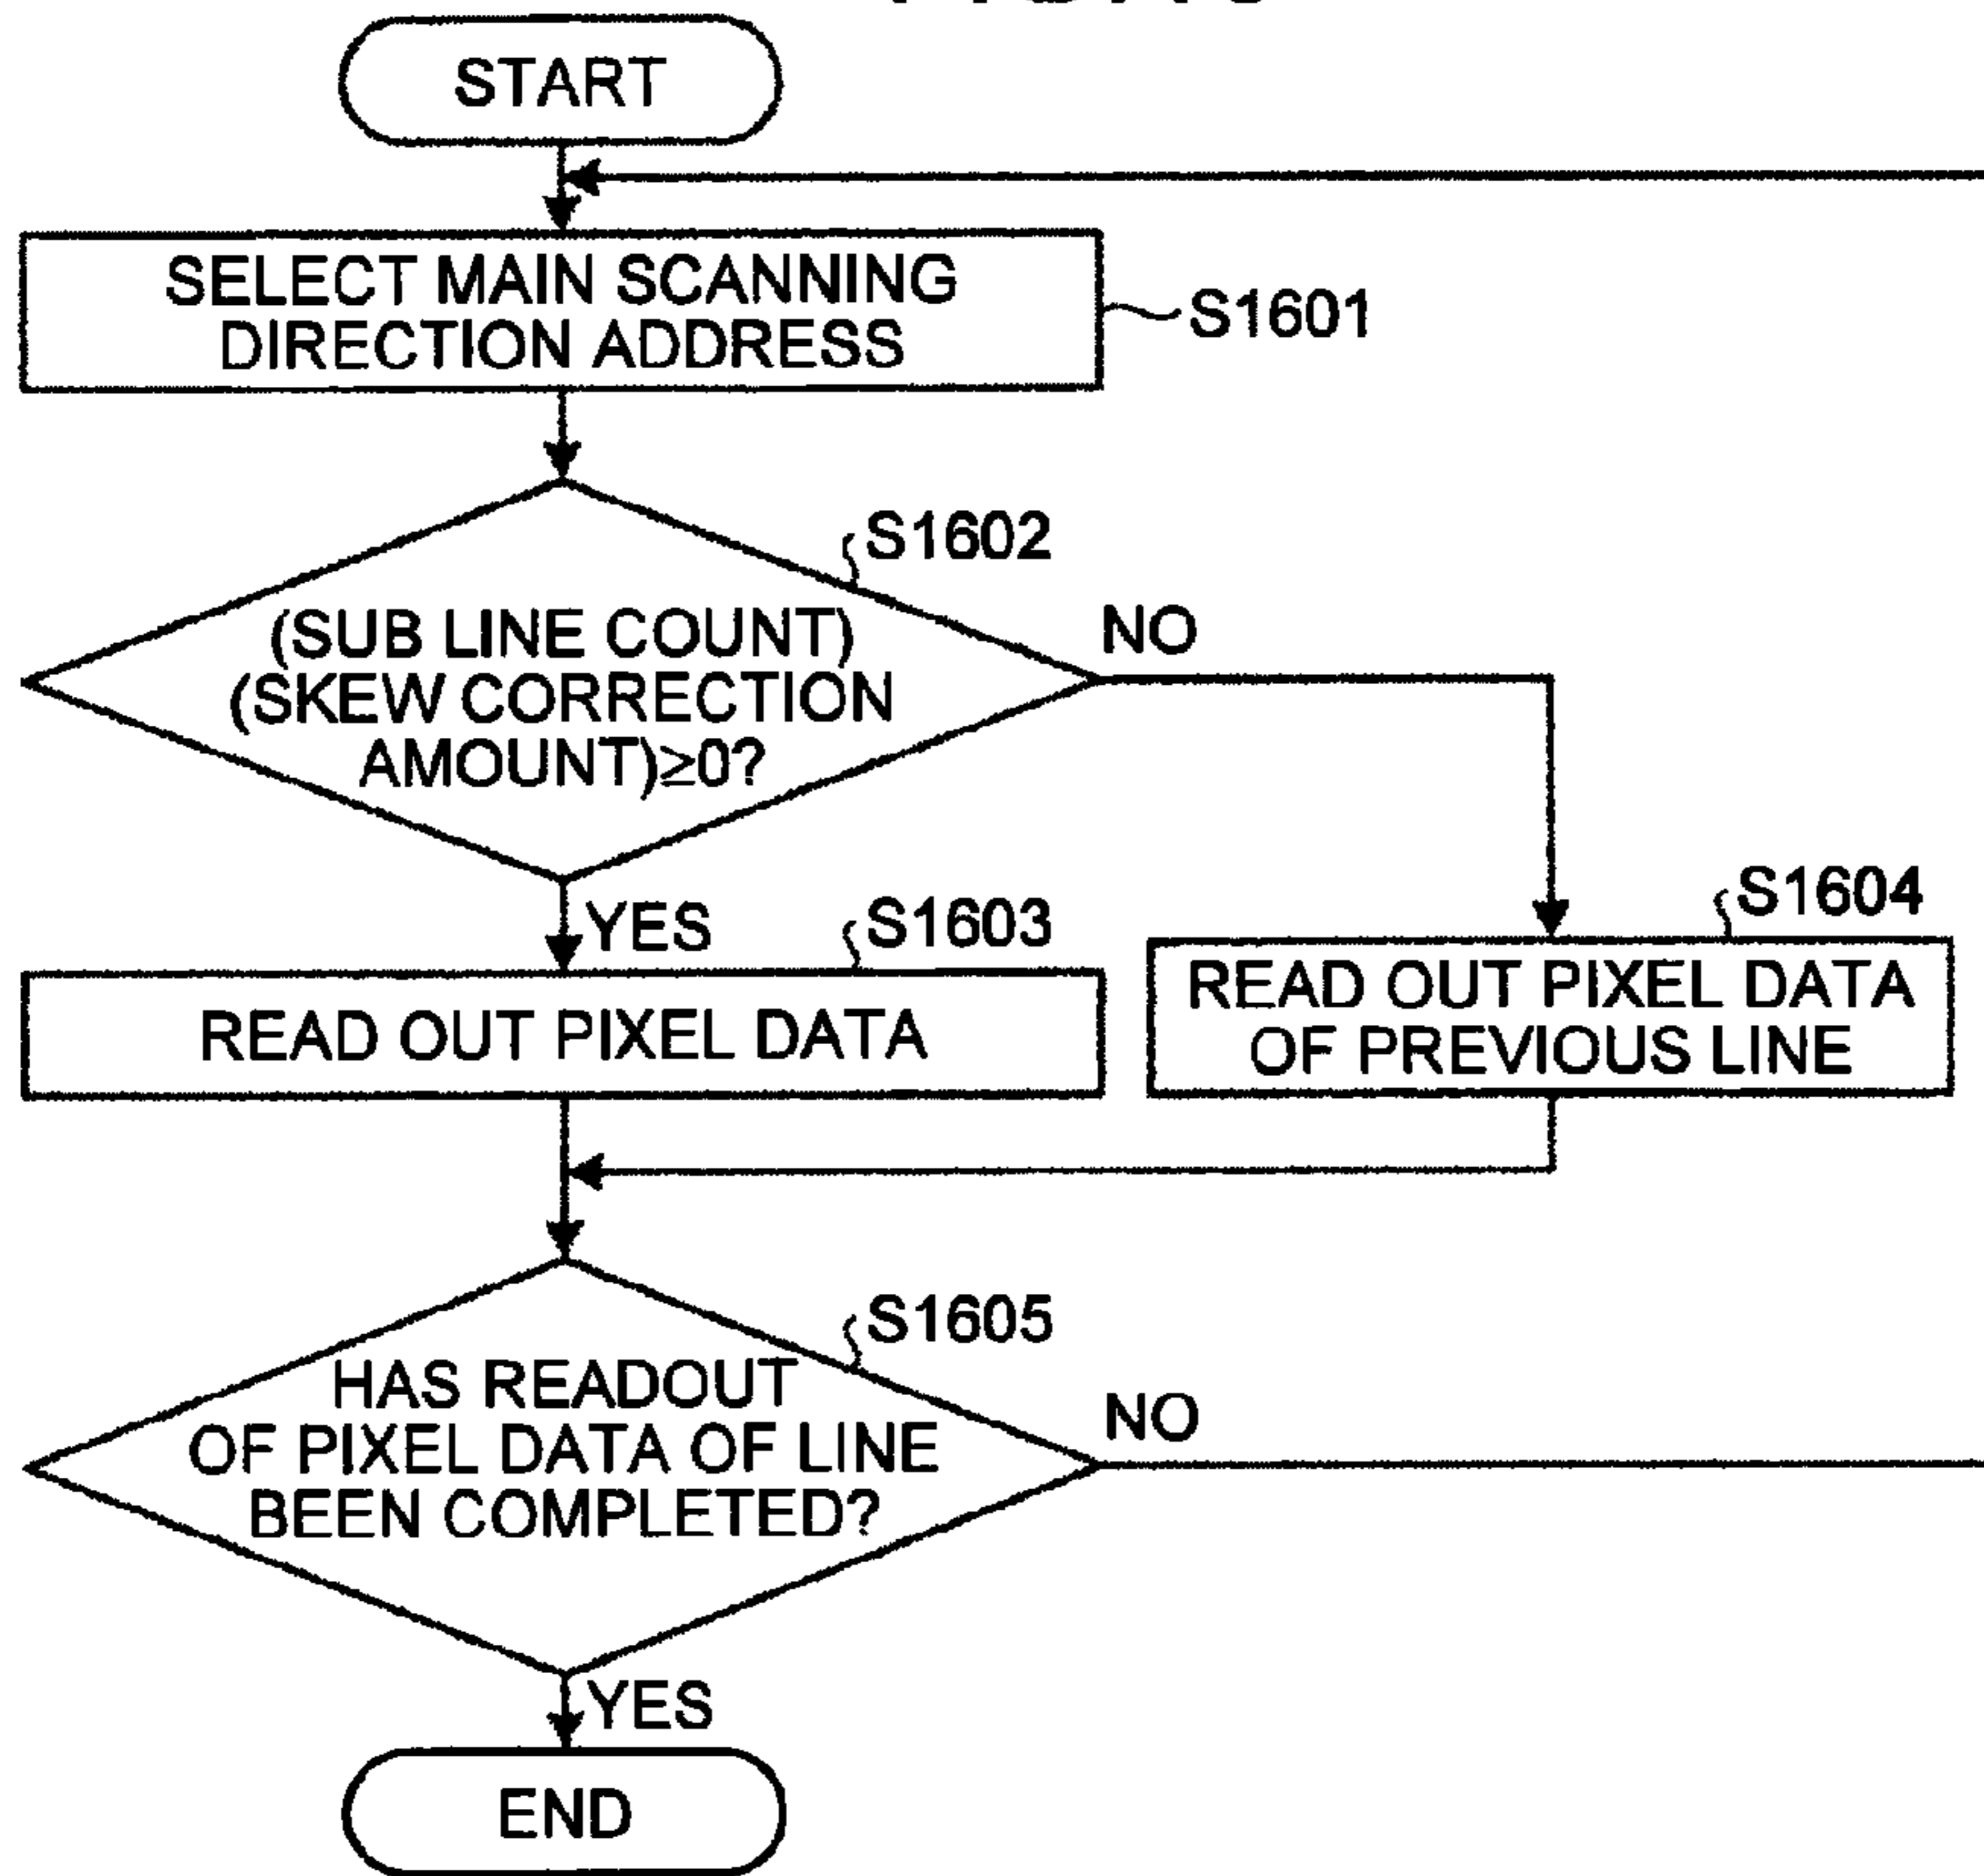 START
SELECT MAIN SCANNING
DIRECTION ADDRESS
S1601
S1602
(SUB LINE COUNT)
(SKEW CORRECTION
AMOUNT)≥0?
NO
YES
S1603
READ OUT PIXEL DATA
S1604
READ OUT PIXEL DATA
OF PREVIOUS LINE
S1605
HAS READOUT
OF PIXEL DATA OF LINE
BEEN COMPLETED?
NO
YES
END